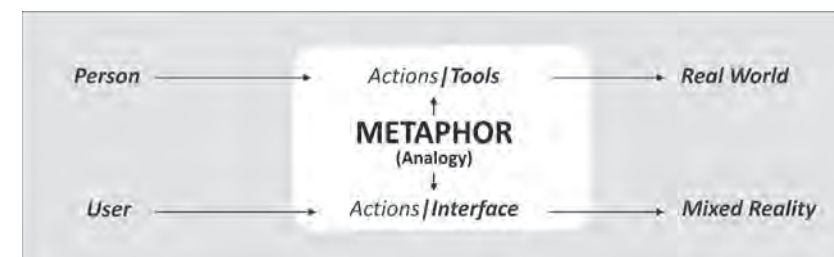 Person Actions|Tools Real World
METAPHOR
(Analogy)
User Actions|Interface Mixed Reality